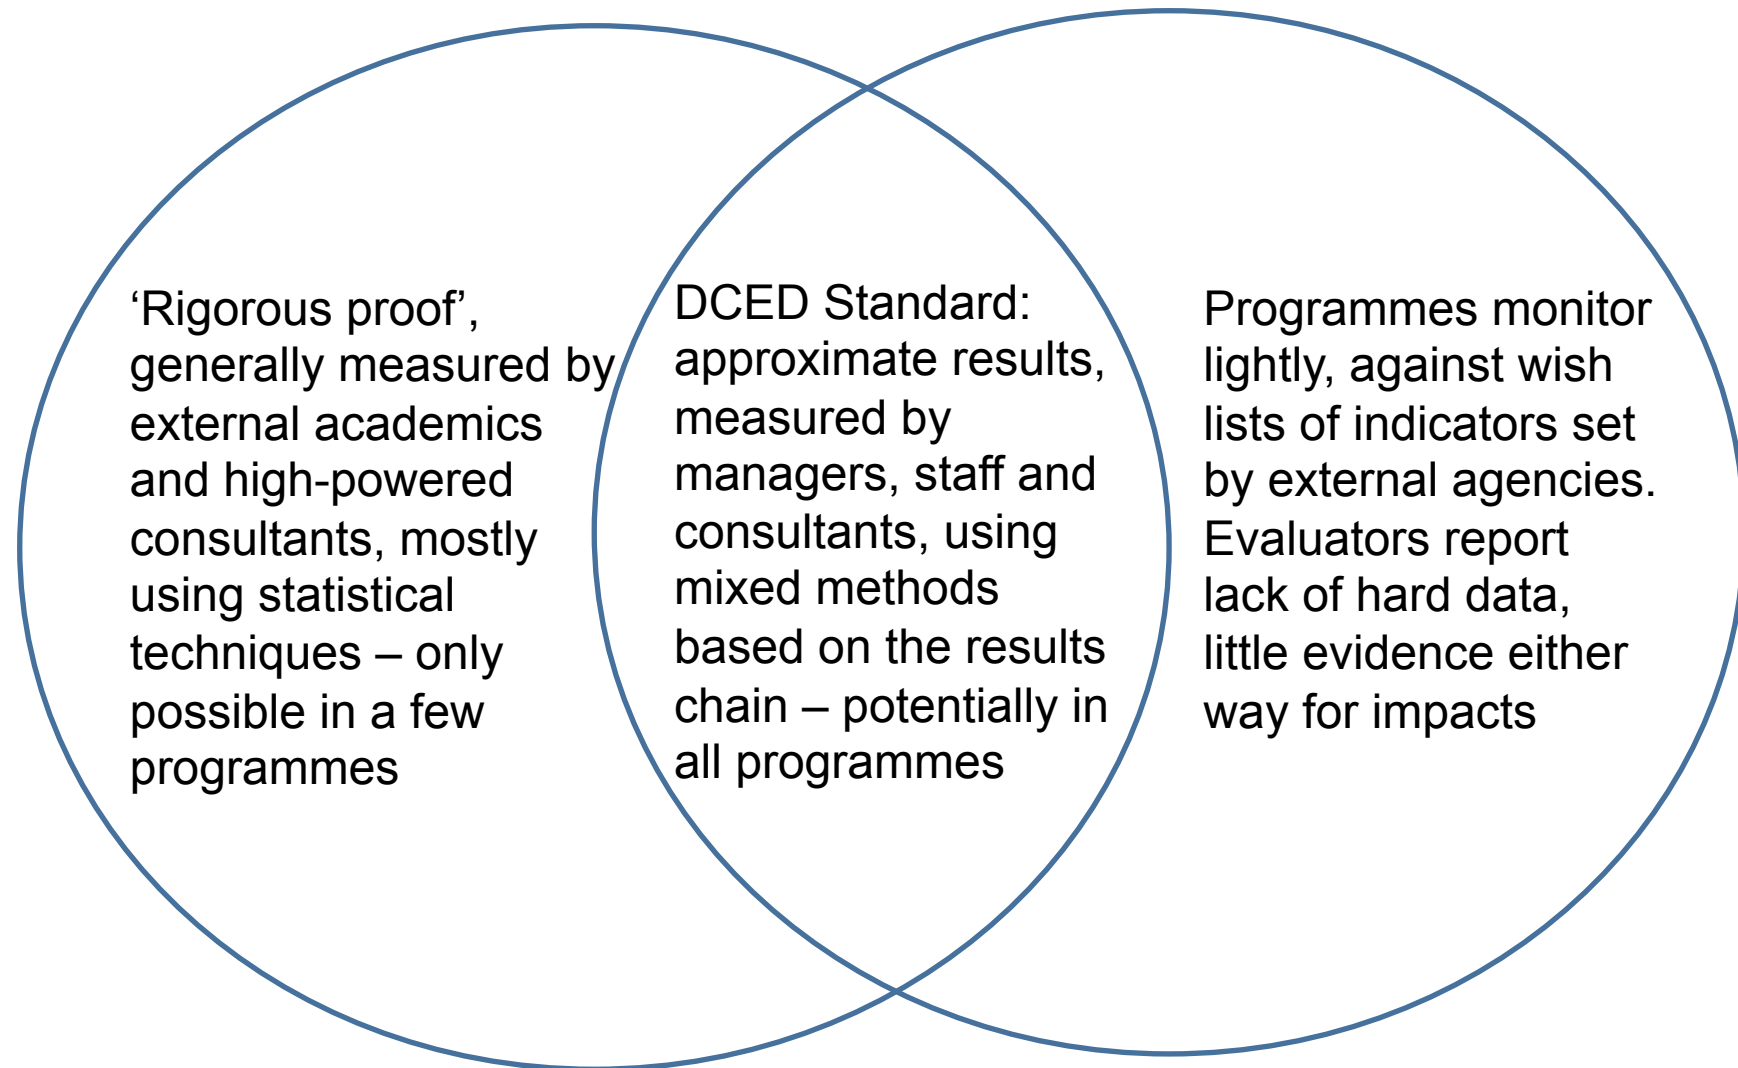 ‘Rigorous proof’,
generally measured by
external academics
and high-powered
consultants, mostly
using statistical
techniques – only
possible in a few
programmes
DCED Standard:
approximate results,
measured by
managers, staff and
consultants, using
mixed methods
based on the results
chain – potentially in
all programmes
Programmes monitor
lightly, against wish
lists of indicators set
by external agencies.
Evaluators report
lack of hard data,
little evidence either
way for impacts